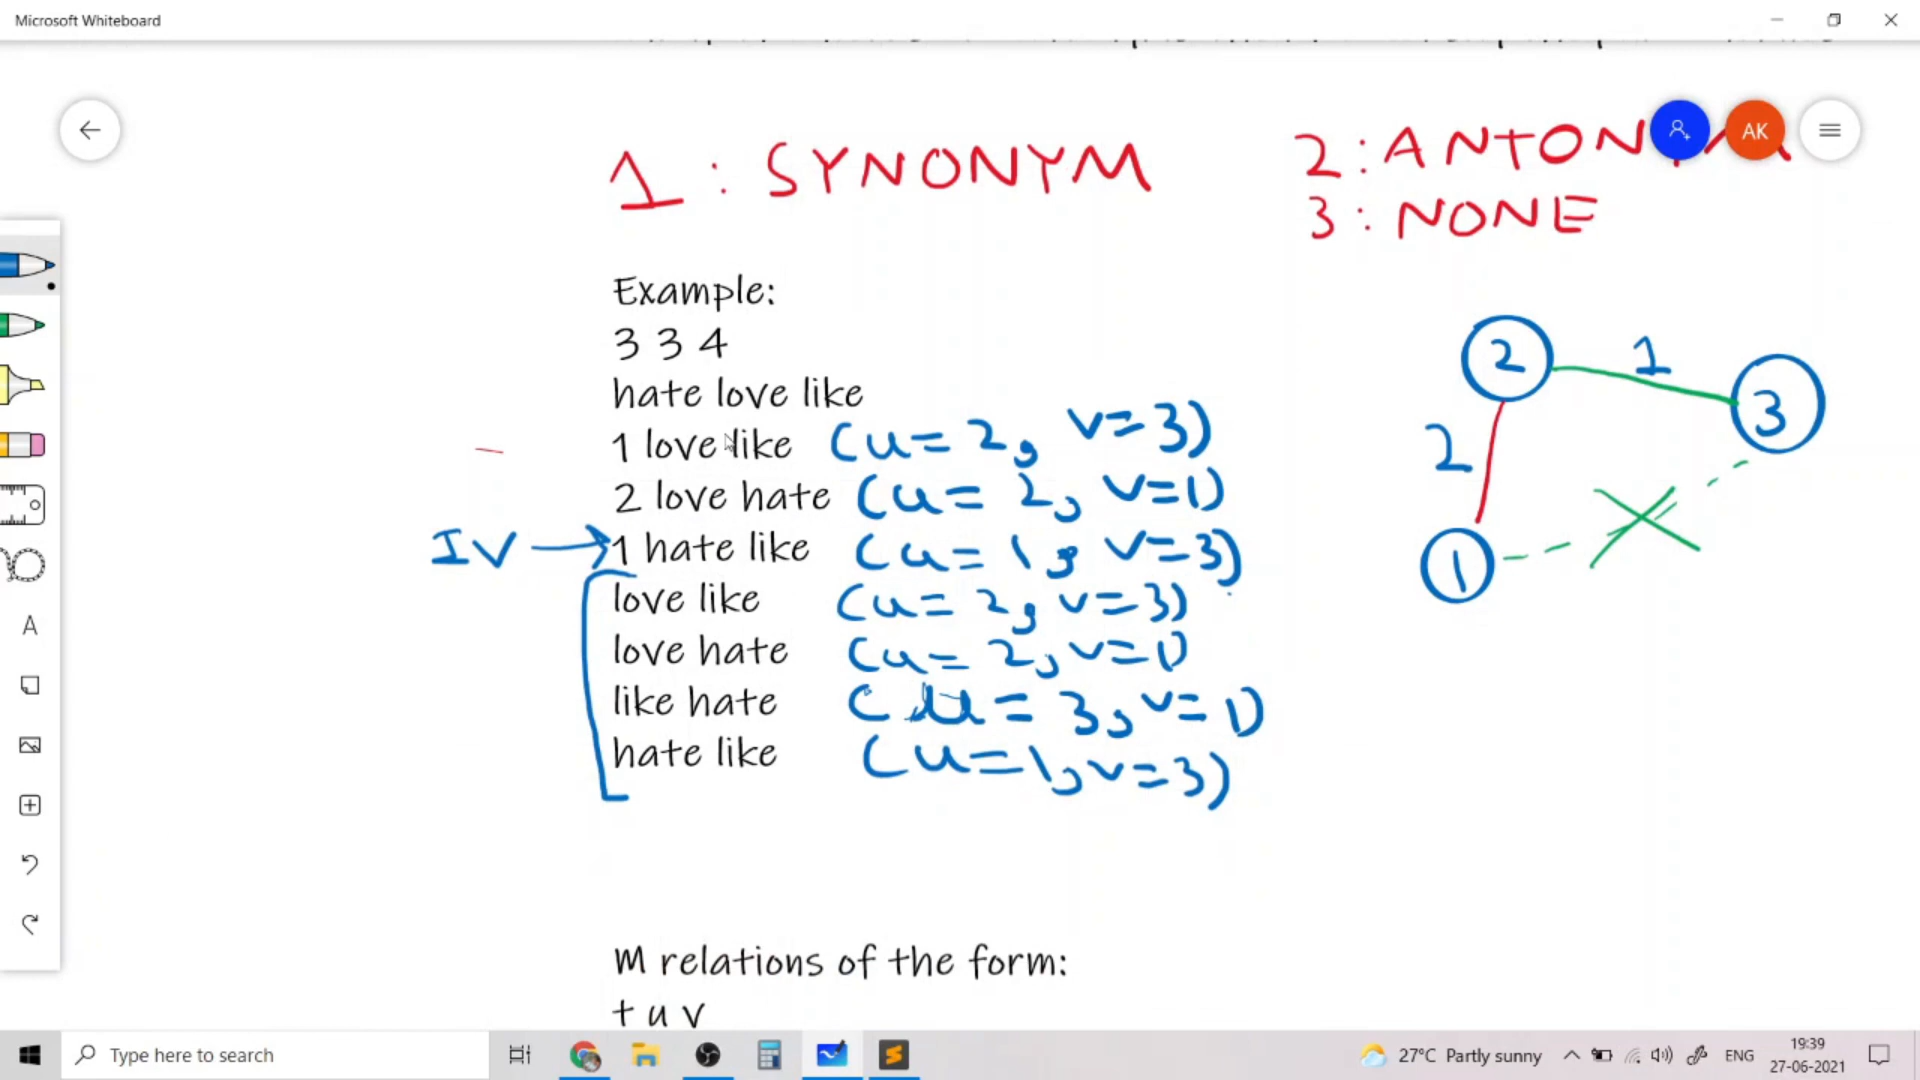 Microsoft Whiteboard
AK
1 : SYNONYM
2 : ANTON
3 : NONE
Example:
3 3 4
hate love like
1 love like (u= 2, v=3)
2 love hate (u= 2, v=1)
IV → 1 hate like (u= 1, v=3)
love like (u= 2, v=3)
love hate (u= 2, v=1)
like hate (u= 3, v= 1)
hate like (u=1, v=3)
2 1 3
2
1
M relations of the form:
t u v
A
Type here to search
27°C Partly sunny
ENG
19:39
27-06-2021